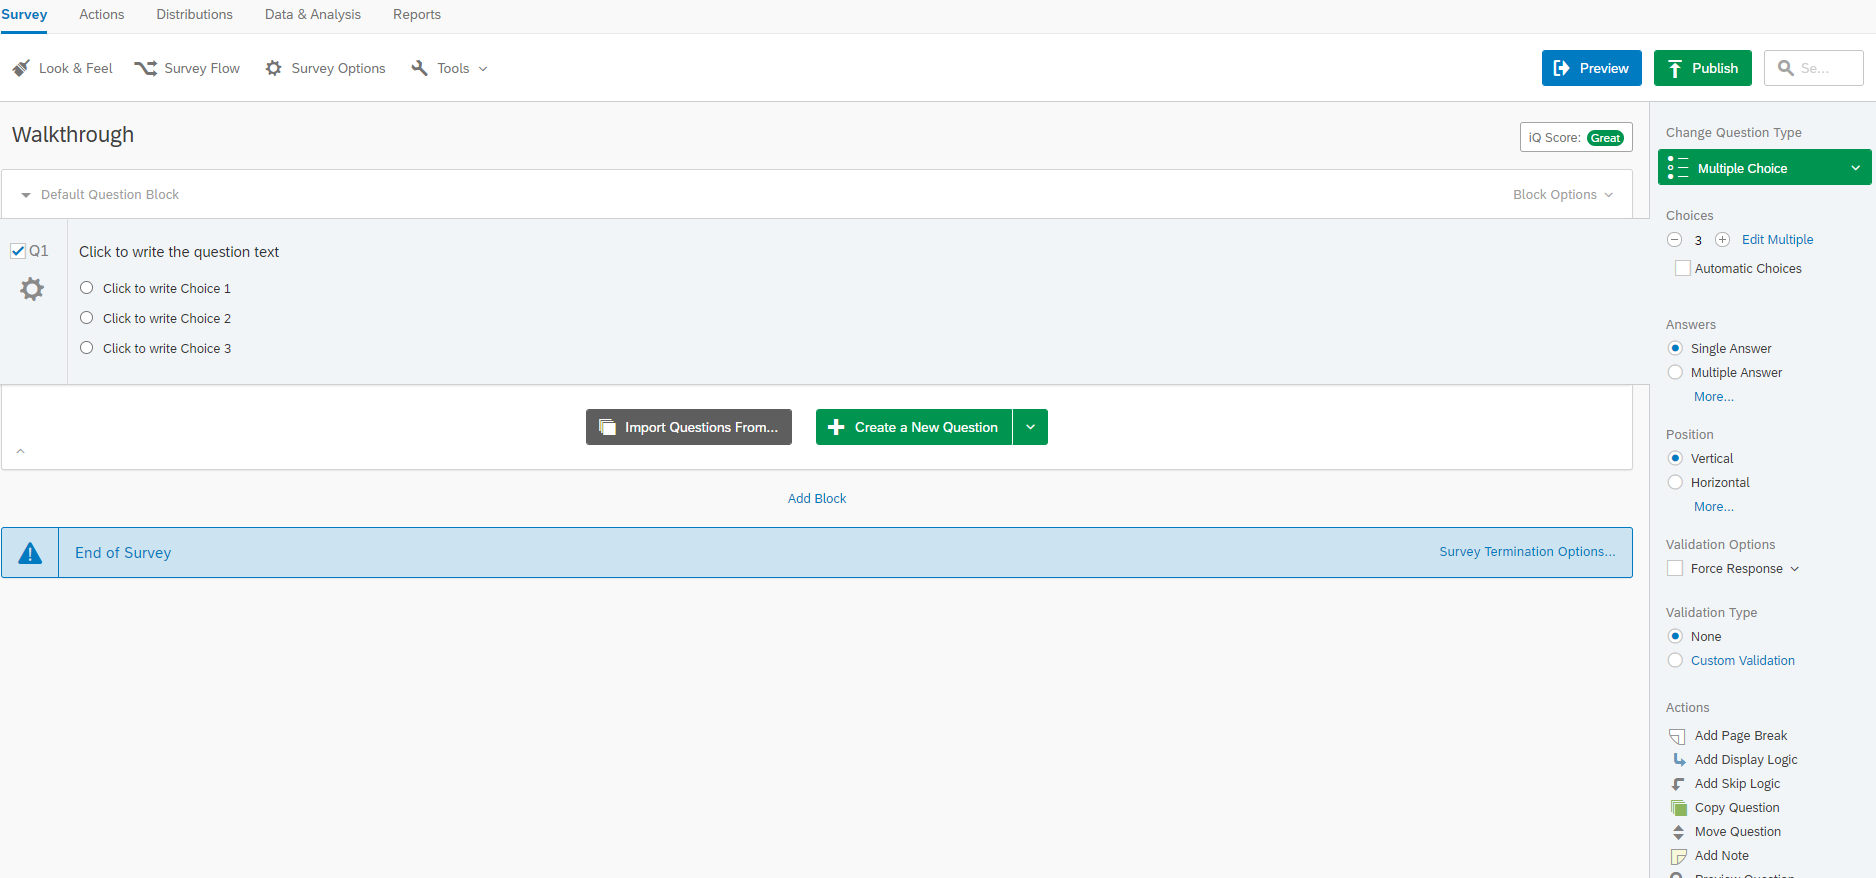 Survey Actions Distributions Data & Analysis Reports
Look & Feel Survey Flow Survey Options Tools Preview Publish Se...
Walkthrough
iQ Score: Great
Default Question Block Block Options
Q1 Click to write the question text
Click to write Choice 1
Click to write Choice 2
Click to write Choice 3
Import Questions From... Create a New Question
Add Block
End of Survey Survey Termination Options...
Change Question Type
Multiple Choice
Choices
3 Edit Multiple
Automatic Choices
Answers
Single Answer
Multiple Answer
More...
Position
Vertical
Horizontal
More...
Validation Options
Force Response
Validation Type
None
Custom Validation
Actions
Add Page Break
Add Display Logic
Add Skip Logic
Copy Question
Move Question
Add Note
Preview Question